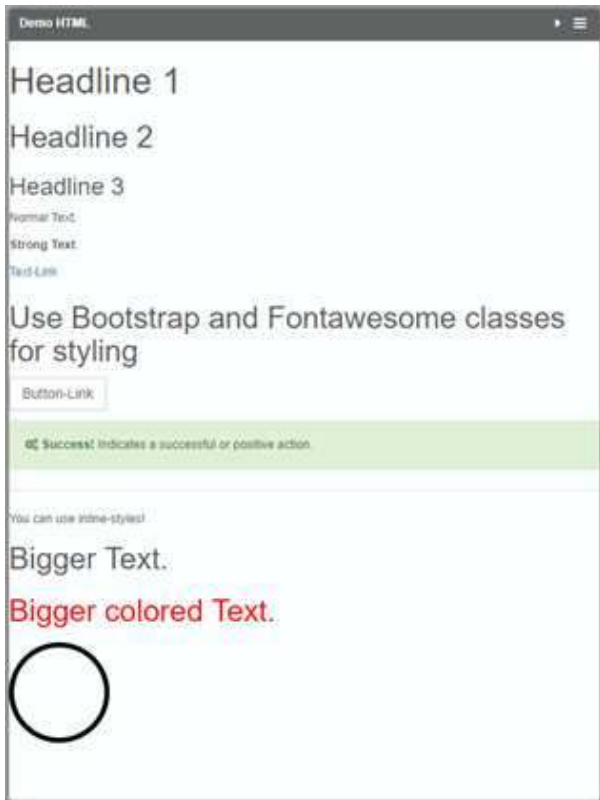 Demo HTML
Headline 1
Headline 2
Headline 3
Normal Text.
Strong Text
Text-Link
Use Bootstrap and Fontawesome classes
for styling
Button-Link
Success! Indicates a successful or positive action.
You can use inline-styles!
Bigger Text.
Bigger colored Text.